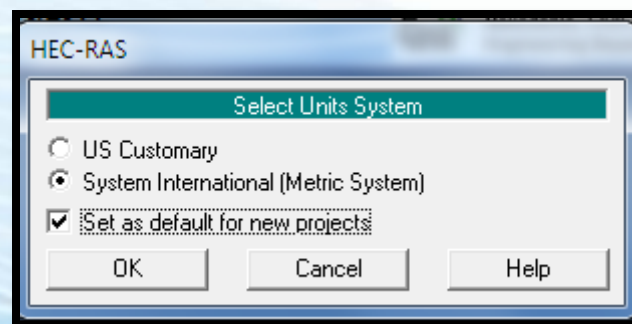 HEC-RAS
Select Units System
US Customary
System International (Metric System)
Set as default for new projects
OK Cancel Help